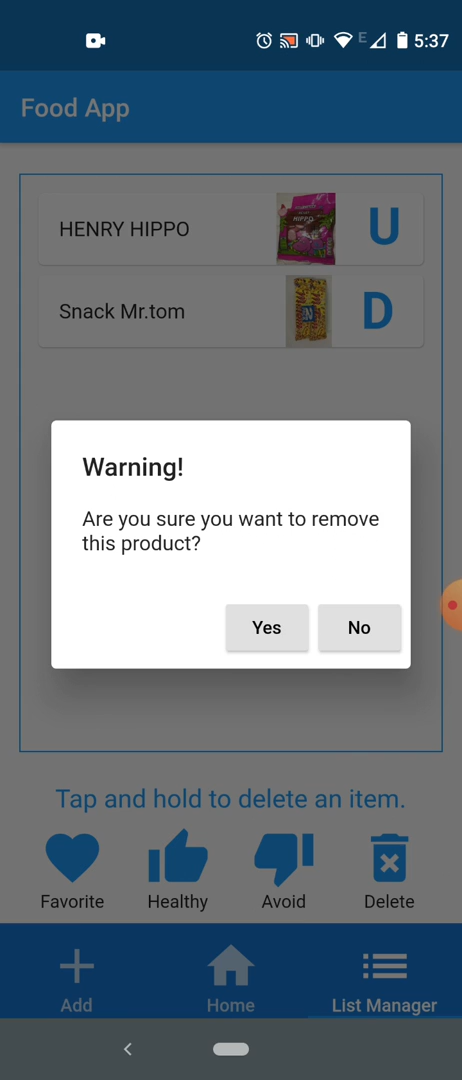 E 5:37
Food App
HENRY HIPPO
HIPPO
U
Snack Mr.tom
D
Warning!
Are you sure you want to remove
this product?
Yes
No
Tap and hold to delete an item.
Favorite
Healthy
Avoid
Delete
Add
Home
List Manager